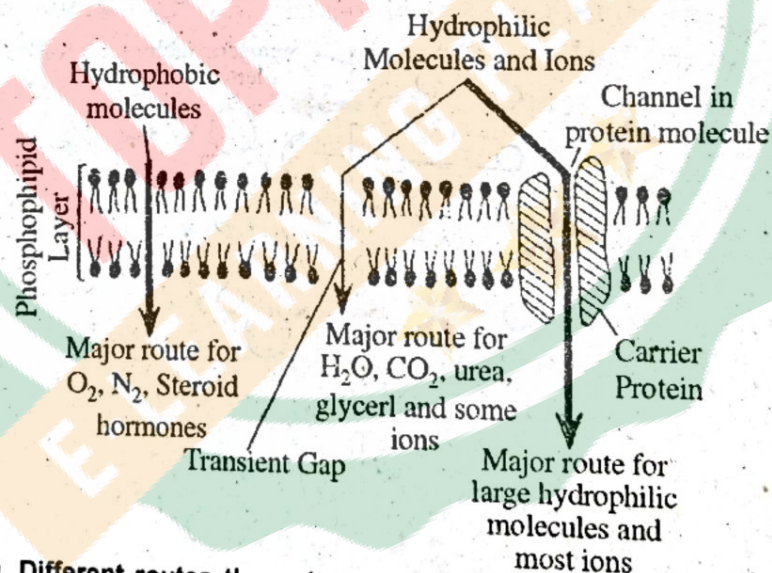 Hydrophilic
Molecules and Ions
Hydrophobic
molecules
Channel in
protein molecule
Phosphophipid
Layer
Major route for
O₂, N₂, Steroid
hormones
Major route for
H₂O, CO₂, urea,
glycerl and some
ions
Carrier
Protein
Transient Gap
Major route for
large hydrophilic
molecules and
most ions
E LEARNING
Different routes